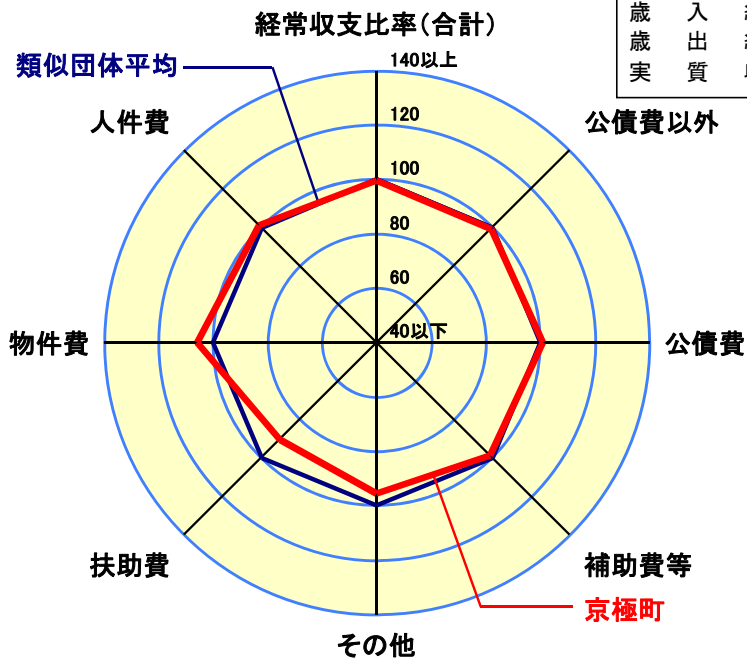 経常収支比率（合計）
歳入
歳出
実質
140以上
類似団体平均
人件費
公債費以外
120
100
80
60
40以下
物件費
公債費
扶助費
補助費等
京極町
その他